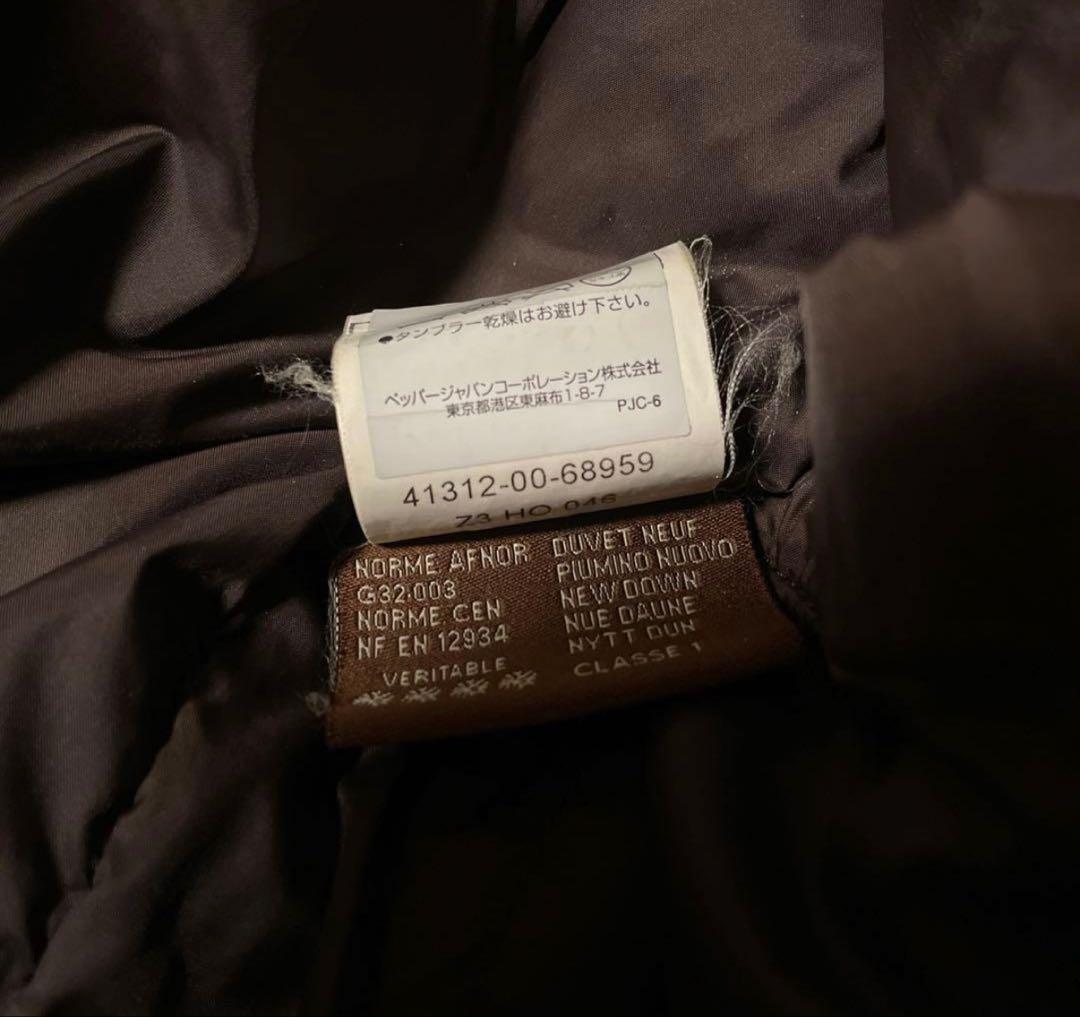 ●タンブラー乾燥はお避け下さい。
ペッパージャパンコーポレーション株式会社
東京都港区東麻布1-8-7
PJC-6
41312-00-68959
Z3 HO 046
NORME AFNOR
G32.003
NORME CEN
NF EN 12934
VERITABLE
DUVET NEUF
PIUMINO NUOVO
NEW DOWN
NUE DAUNE
NYTT DUN
CLASSE 1